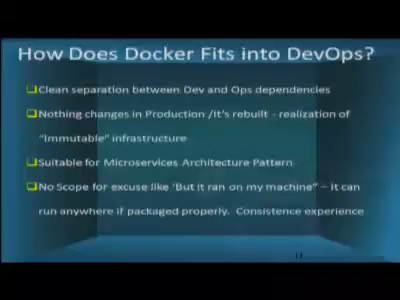 How Does Docker Fits into DevOps?
Clean separation between Dev and Ops dependencies
Nothing changes in Production /It's rebuilt - realization of
"Immutable" infrastructure
Suitable for Microservices Architecture Pattern
No Scope for excuse like 'But it ran on my machine" – it can
run anywhere if packaged properly. Consistence experience